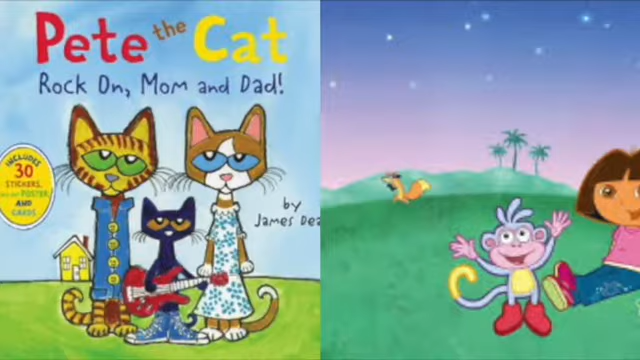 Pete the Cat
Rock On, Mom and Dad!
INCLUDES
30
STICKERS,
POSTER
AND
CARDS
by
James